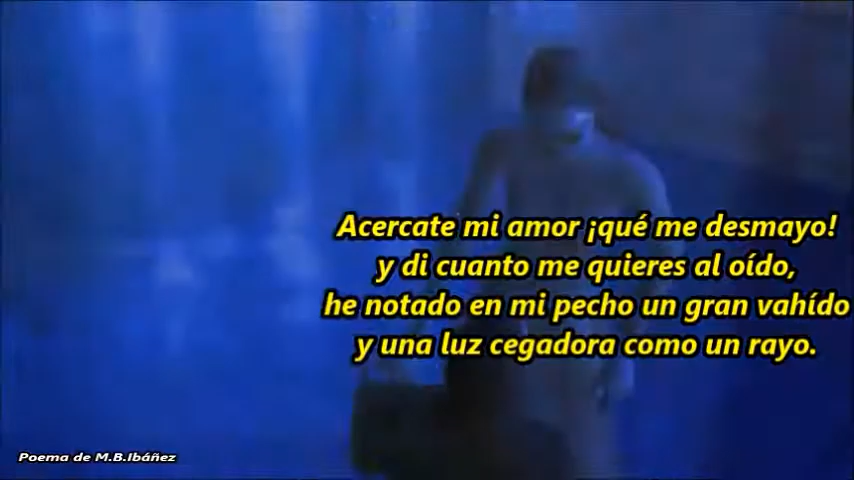 Acercate mi amor ¡qué me desmayo!
y di cuanto me quieres al oído,
he notado en mi pecho un gran vahído
y una luz cegadora como un rayo.
Poema de M.B.Ibáñez